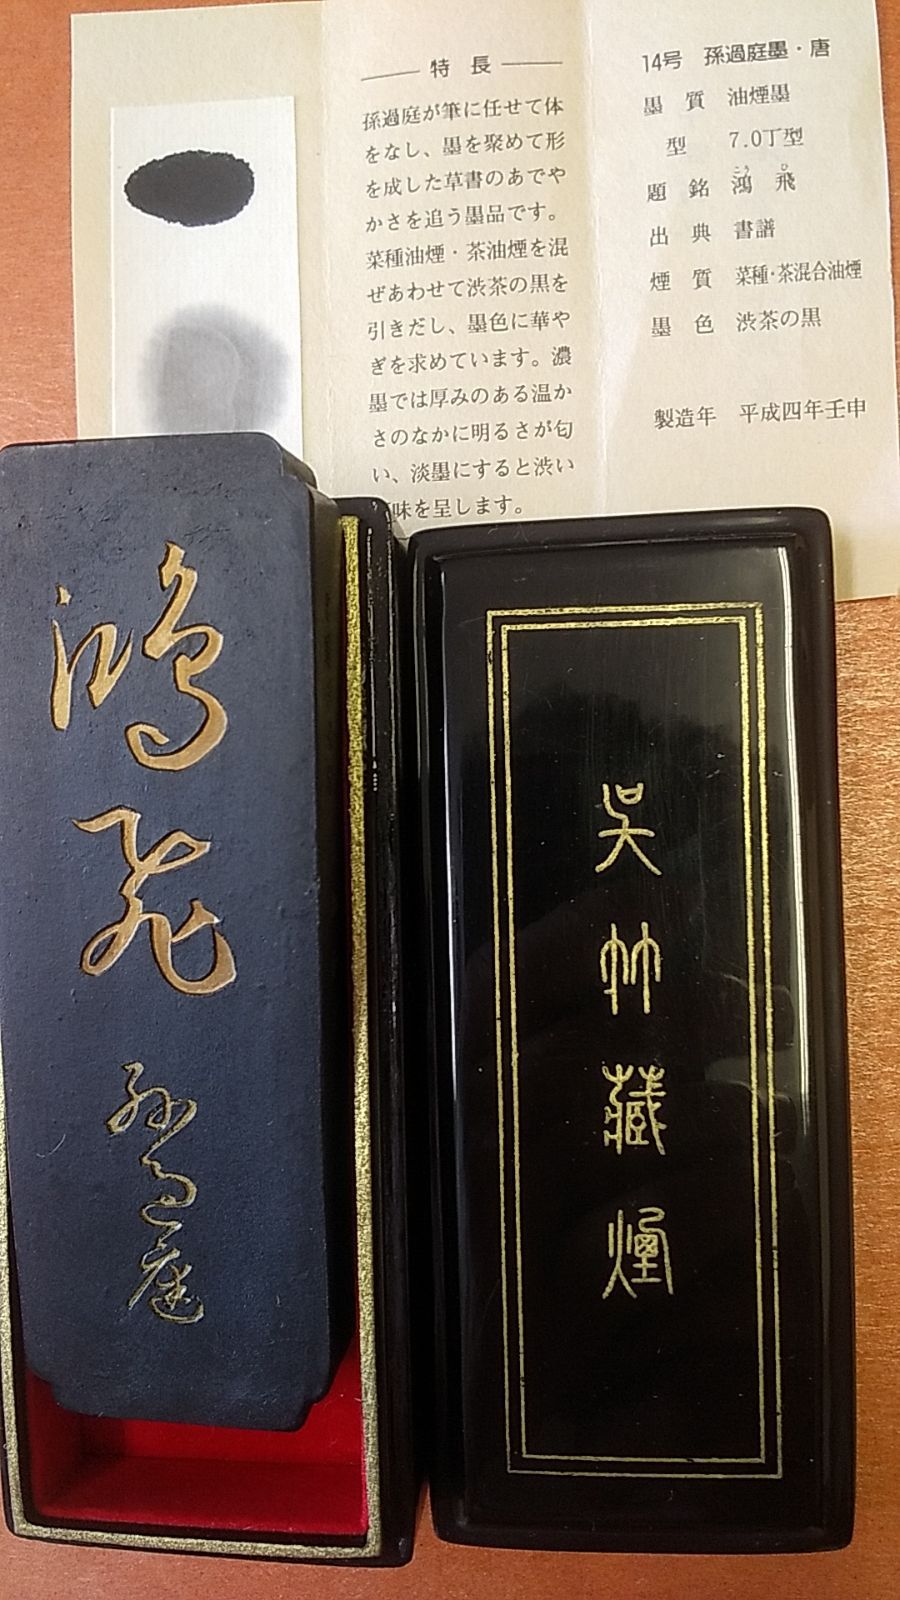 14号 孫過庭墨・唐
墨質 油煙墨
型 7.0丁型
題銘 鴻飛
こう ひ
出典 書譜
煙質 菜種・茶混合油煙
墨色 渋茶の黒
製造年 平成四年壬申
特長
孫過庭が筆に任せて体
をなし、墨を聚めて形
を成した草書のあでや
かさを追う墨品です。
菜種油煙・茶油煙を混
ぜあわせて渋茶の黒を
引きだし、墨色に華や
ぎを求めています。濃
墨では厚みのある温か
さのなかに明るさが匂
い、淡墨にすると渋い
味を呈します。
呉竹藏煙
鴻飛
孫過庭